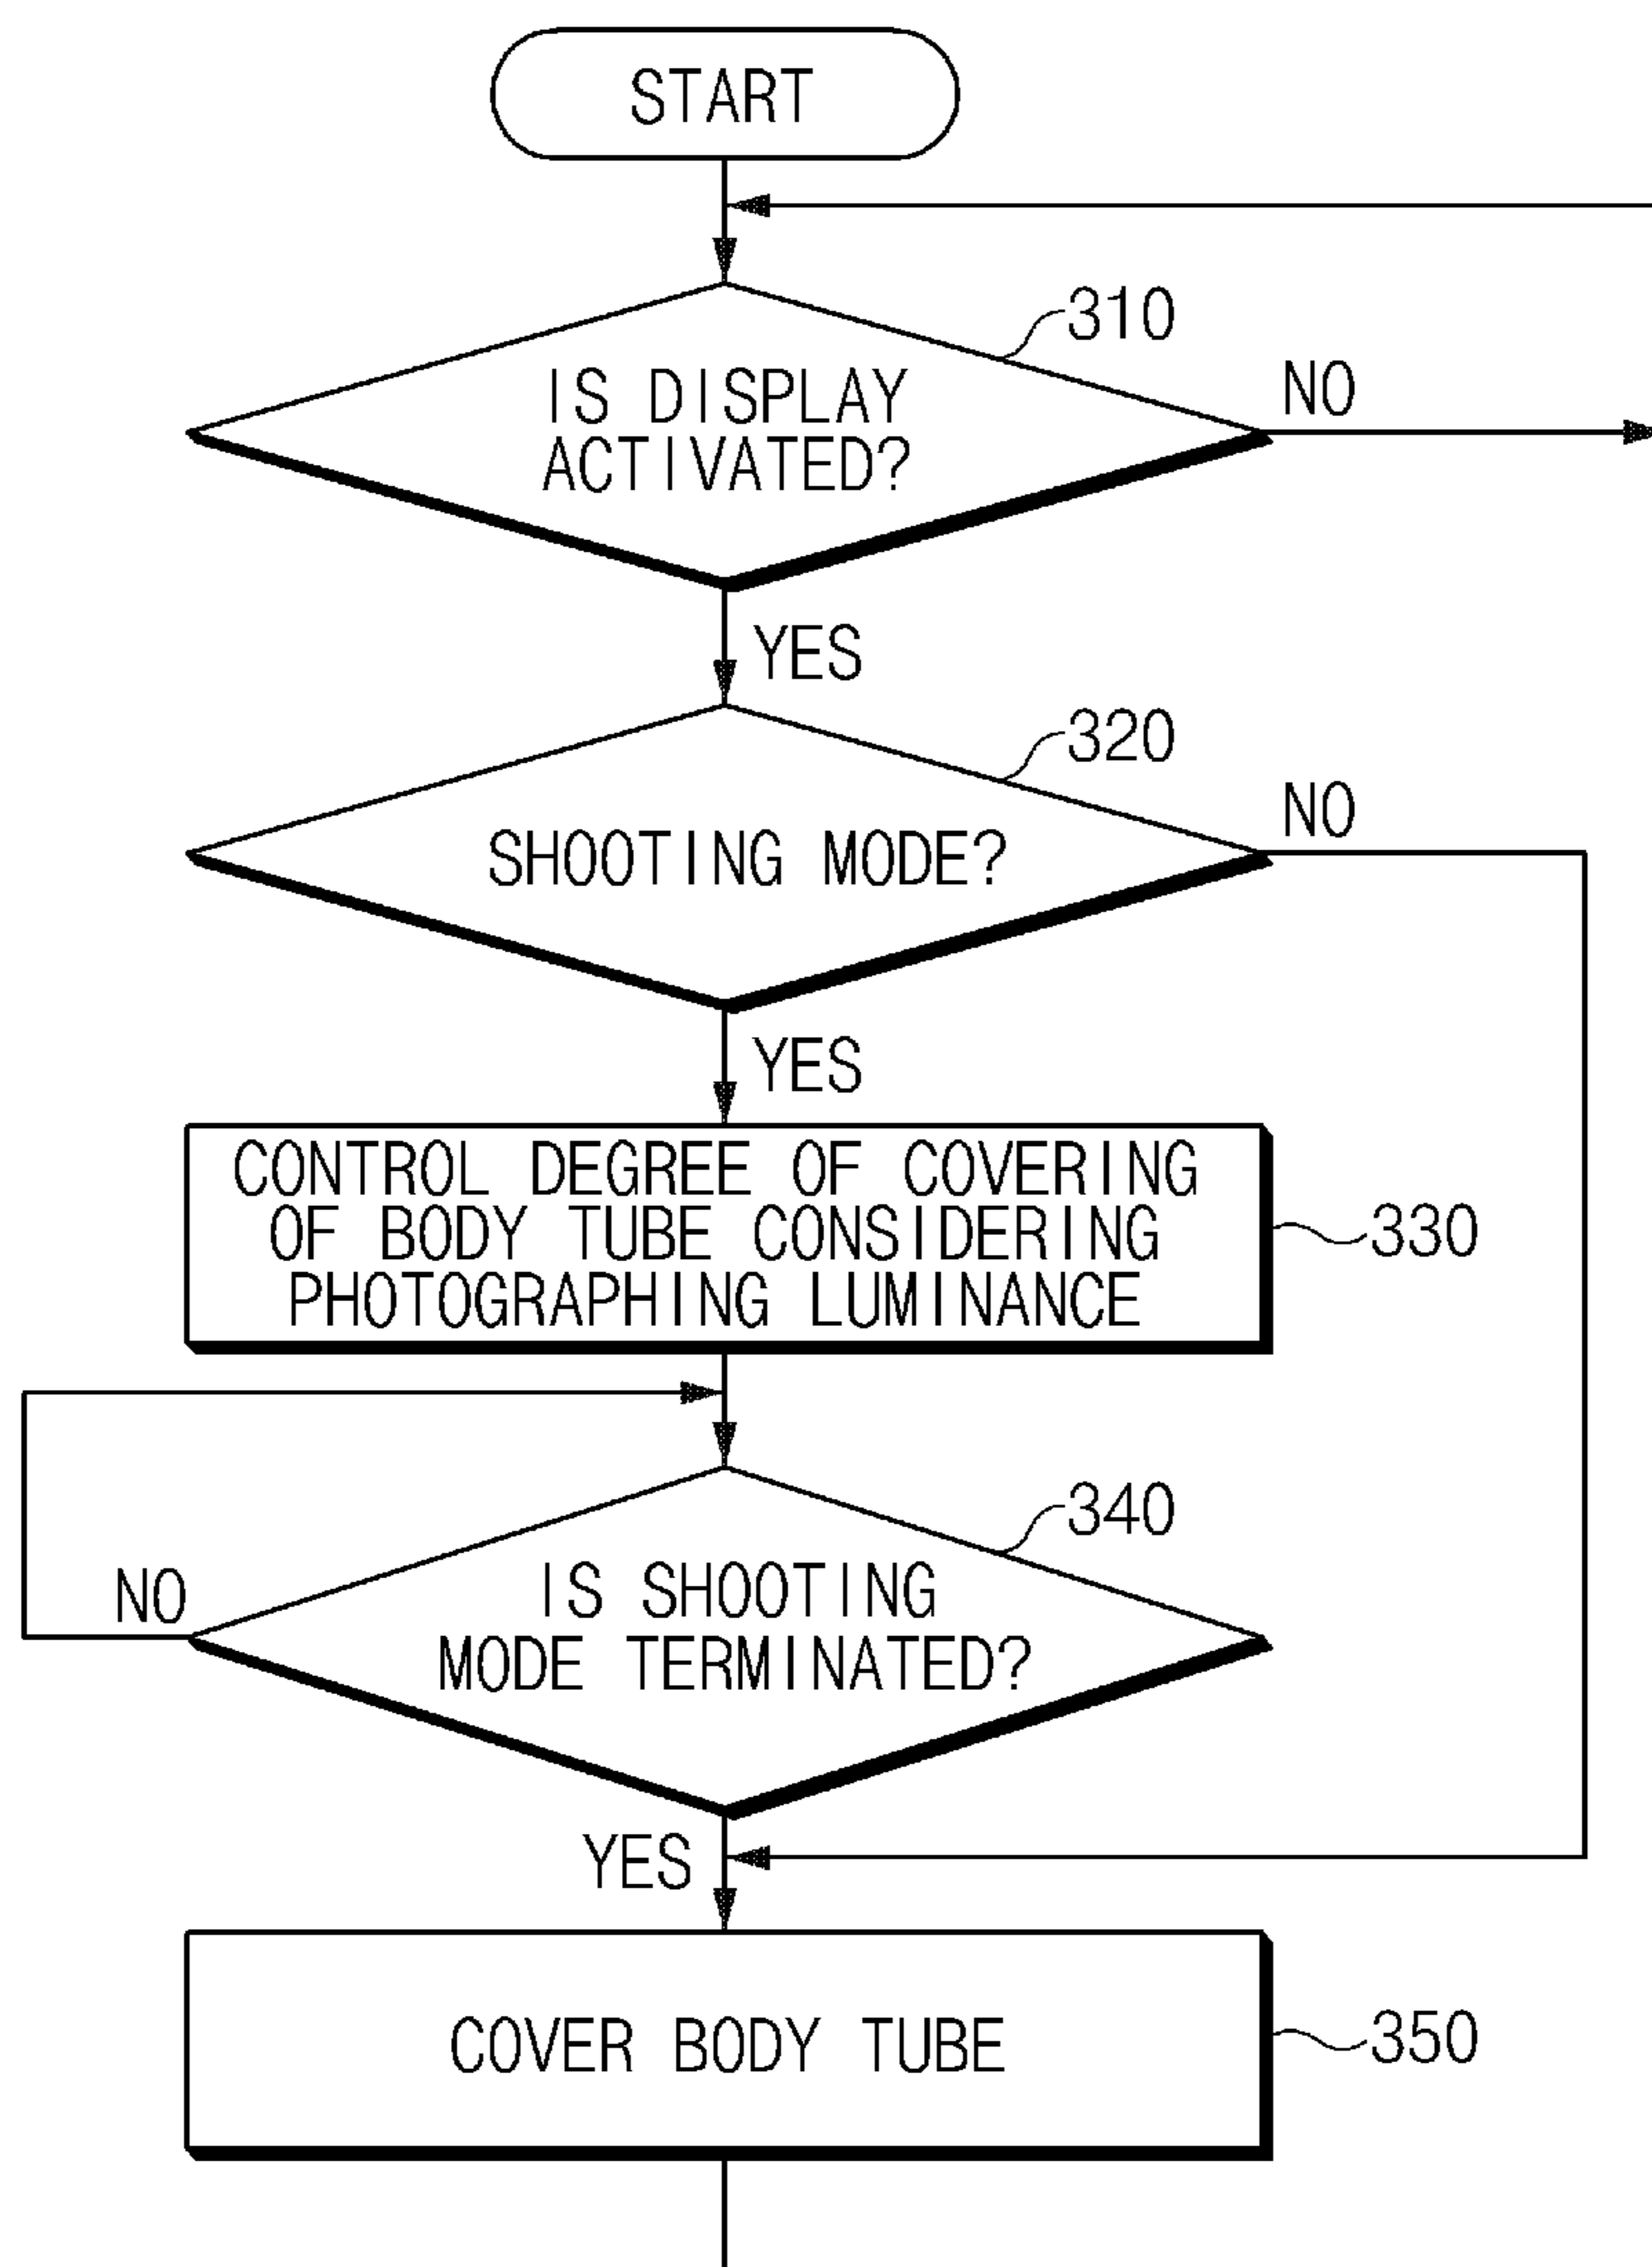 START
310
IS DISPLAY
ACTIVATED?
NO
YES
320
SHOOTING MODE?
NO
YES
CONTROL DEGREE OF COVERING
OF BODY TUBE CONSIDERING
PHOTOGRAPHING LUMINANCE
330
340
IS SHOOTING
MODE TERMINATED?
NO
YES
COVER BODY TUBE
350